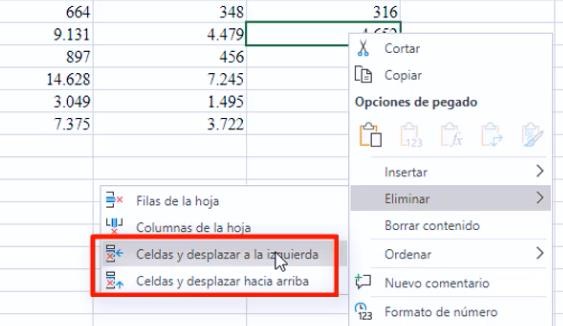 664 348 316
9.131 4.479 4.652
897 456
14.628 7.245
3.049 1.495
7.375 3.722
Cortar
Copiar
Opciones de pegado
123
fx
Insertar
Eliminar
Borrar contenido
Ordenar
Nuevo comentario
123
Formato de número
Filas de la hoja
Columnas de la hoja
Celdas y desplazar a la izquierda
Celdas y desplazar hacia arriba